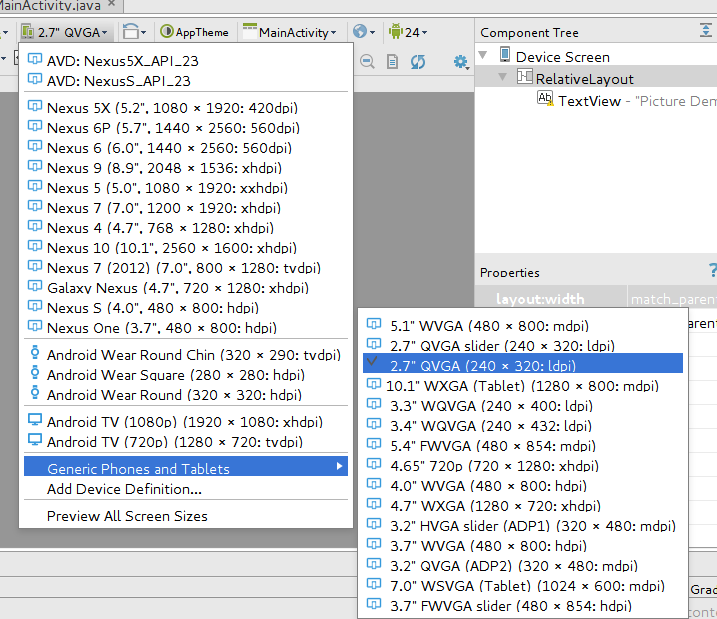 MainActivity.java ×
2.7" QVGA
AppTheme
MainActivity
24
Component Tree
AVD: Nexus5X_API_23
AVD: NexusS_API_23
Device Screen
RelativeLayout
Ab TextView - "Picture Dem
Nexus 5X (5.2", 1080 × 1920: 420dpi)
Nexus 6P (5.7", 1440 × 2560: 560dpi)
Nexus 6 (6.0", 1440 × 2560: 560dpi)
Nexus 9 (8.9", 2048 × 1536: xhdpi)
Nexus 5 (5.0", 1080 × 1920: xxhdpi)
Nexus 7 (7.0", 1200 × 1920: xhdpi)
Nexus 4 (4.7", 768 × 1280: xhdpi)
Nexus 10 (10.1", 2560 × 1600: xhdpi)
Nexus 7 (2012) (7.0", 800 × 1280: tvdpi)
Galaxy Nexus (4.7", 720 × 1280: xhdpi)
Nexus S (4.0", 480 × 800: hdpi)
Nexus One (3.7", 480 × 800: hdpi)
Android Wear Round Chin (320 × 290: tvdpi)
Android Wear Square (280 × 280: hdpi)
Android Wear Round (320 × 320: hdpi)
Android TV (1080p) (1920 × 1080: xhdpi)
Android TV (720p) (1280 × 720: tvdpi)
Generic Phones and Tablets
Add Device Definition...
Preview All Screen Sizes
Properties
?
layout:width match_parent
parent
5.1" WVGA (480 × 800: mdpi)
2.7" QVGA slider (240 × 320: ldpi)
2.7" QVGA (240 × 320: ldpi)
10.1" WXGA (Tablet) (1280 × 800: mdpi)
3.3" WQVGA (240 × 400: ldpi)
3.4" WQVGA (240 × 432: ldpi)
5.4" FWVGA (480 × 854: mdpi)
4.65" 720p (720 × 1280: xhdpi)
4.0" WVGA (480 × 800: hdpi)
4.7" WXGA (1280 × 720: xhdpi)
3.2" HVGA slider (ADP1) (320 × 480: mdpi)
3.7" WVGA (480 × 800: hdpi)
3.2" QVGA (ADP2) (320 × 480: mdpi)
7.0" WSVGA (Tablet) (1024 × 600: mdpi)
3.7" FWVGA slider (480 × 854: hdpi)
Grad